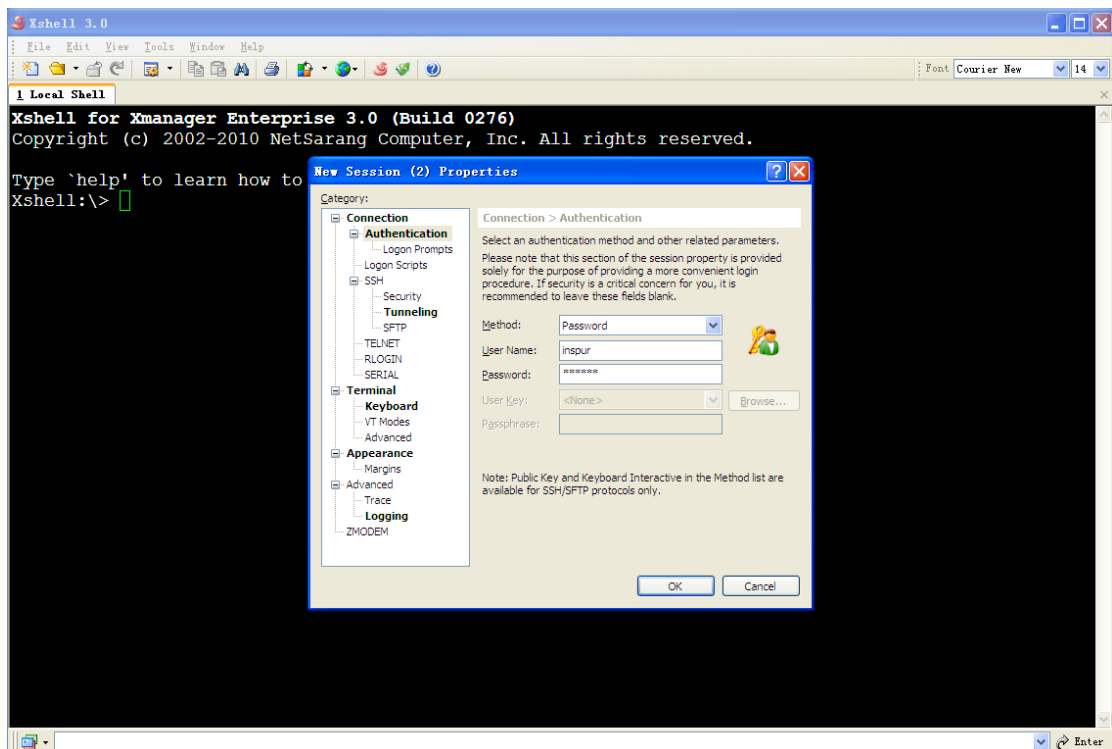 Xshell 3.0
File Edit View Tools Window Help
Font Courier New 14
1 Local Shell
Xshell for Xmanager Enterprise 3.0 (Build 0276)
Copyright (c) 2002-2010 NetSarang Computer, Inc. All rights reserved.
Type `help' to learn how to
Xshell:\>
New Session (2) Properties
Category:
Connection
Authentication
Logon Prompts
Logon Scripts
SSH
Security
Tunneling
SFTP
TELNET
RLOGIN
SERIAL
Terminal
Keyboard
VT Modes
Advanced
Appearance
Margins
Advanced
Trace
Logging
ZMODEM
Connection > Authentication
Select an authentication method and other related parameters.
Please note that this section of the session property is provided
solely for the purpose of providing a more convenient login
procedure. If security is a critical concern for you, it is
recommended to leave these fields blank.
Method: Password
User Name: inspur
Password: ******
User Key: <None> Browse...
Passphrase:
Note: Public Key and Keyboard Interactive in the Method list are
available for SSH/SFTP protocols only.
OK Cancel
Enter